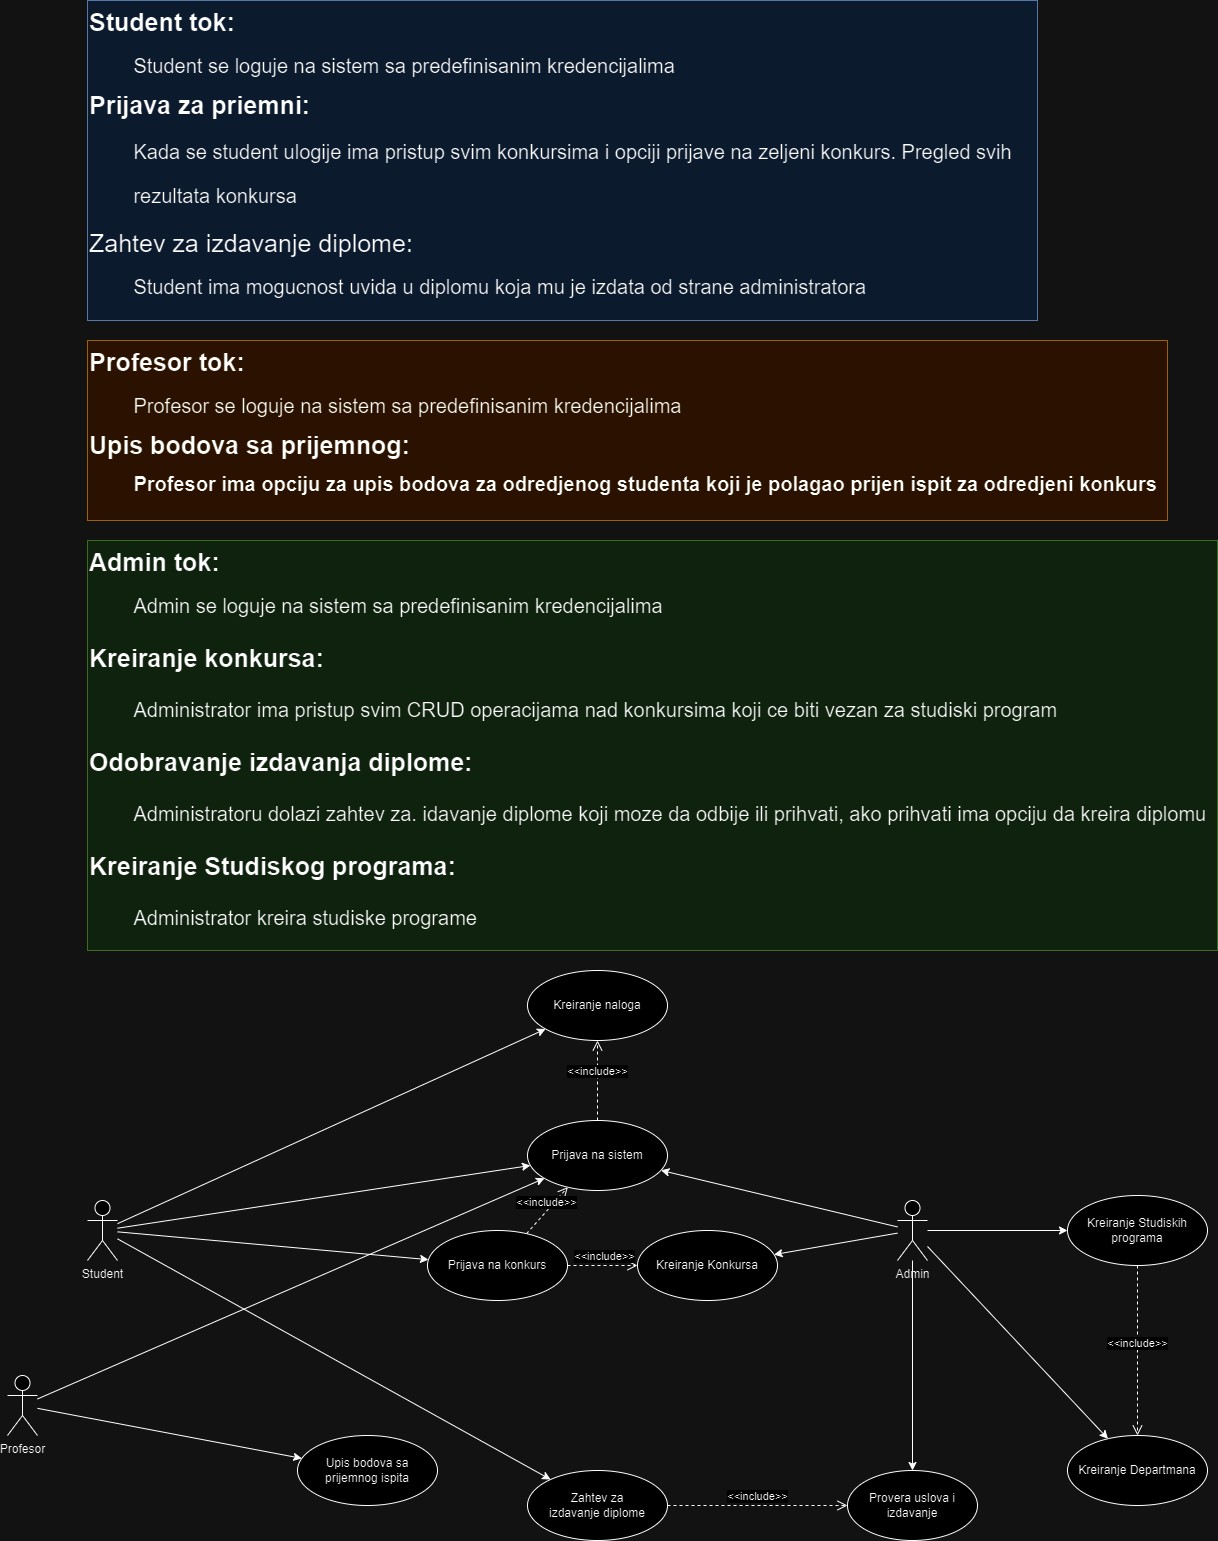 Student tok:
Student se loguje na sistem sa predefinisanim kredencijalima
Prijava za priemni:
Kada se student ulogije ima pristup svim konkursima i opciji prijave na zeljeni konkurs. Pregled svih
rezultata konkursa
Zahtev za izdavanje diplome:
Student ima mogucnost uvida u diplomu koja mu je izdata od strane administratora
Profesor tok:
Profesor se loguje na sistem sa predefinisanim kredencijalima
Upis bodova sa prijemnog:
Profesor ima opciju za upis bodova za odredjenog studenta koji je polagao prijen ispit za odredjeni konkurs
Admin tok:
Admin se loguje na sistem sa predefinisanim kredencijalima
Kreiranje konkursa:
Administrator ima pristup svim CRUD operacijama nad konkursima koji ce biti vezan za studiski program
Odobravanje izdavanja diplome:
Administratoru dolazi zahtev za. idavanje diplome koji moze da odbije ili prihvati, ako prihvati ima opciju da kreira diplomu
Kreiranje Studiskog programa:
Administrator kreira studiske programe
Kreiranje naloga
<<include>>
Prijava na sistem
<<include>>
Student
Prijava na konkurs
<<include>>
Kreiranje Konkursa
Admin
Kreiranje Studiskih
programa
<<include>>
Profesor
Upis bodova sa
prijemnog ispita
Zahtev za
izdavanje diplome
<<include>>
Provera uslova i
izdavanje
Kreiranje Departmana